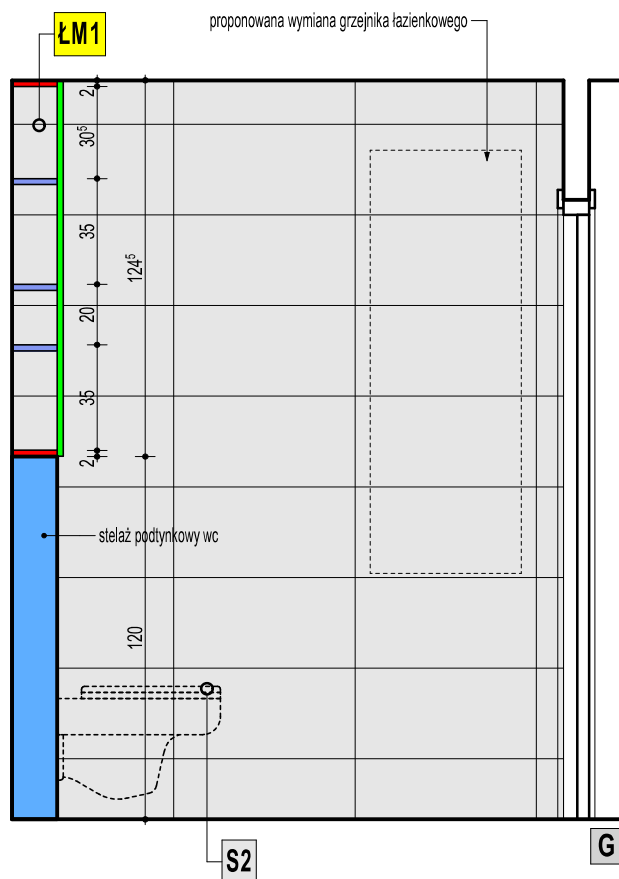 proponowana wymiana grzejnika łazienkowego
ŁM1
2
30⁵
35
124⁵
20
35
2
stelaż podtynkowy wc
120
S2
G